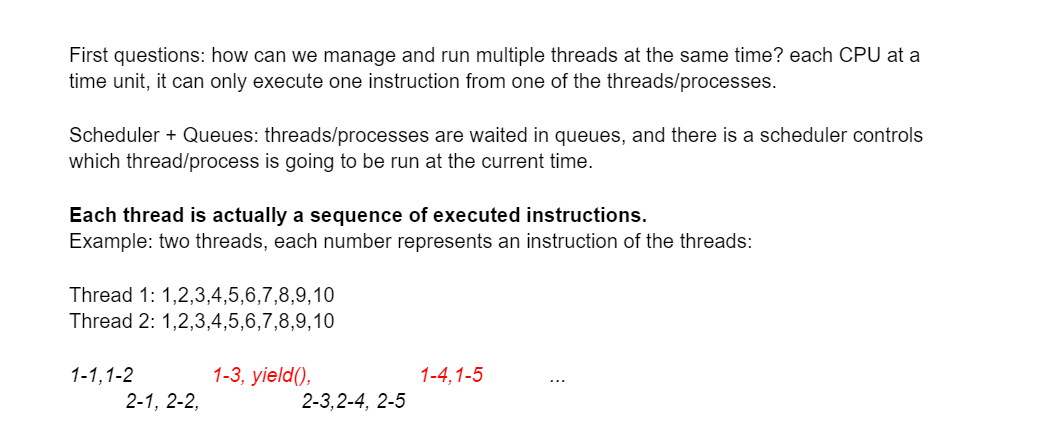 First questions: how can we manage and run multiple threads at the same time? each CPU at a
time unit, it can only execute one instruction from one of the threads/processes.
Scheduler + Queues: threads/processes are waited in queues, and there is a scheduler controls
which thread/process is going to be run at the current time.
Each thread is actually a sequence of executed instructions.
Example: two threads, each number represents an instruction of the threads:
Thread 1: 1,2,3,4,5,6,7,8,9,10
Thread 2: 1,2,3,4,5,6,7,8,9,10
1-1,1-2 1-3, yield(), 1-4,1-5 ...
2-1, 2-2, 2-3,2-4, 2-5